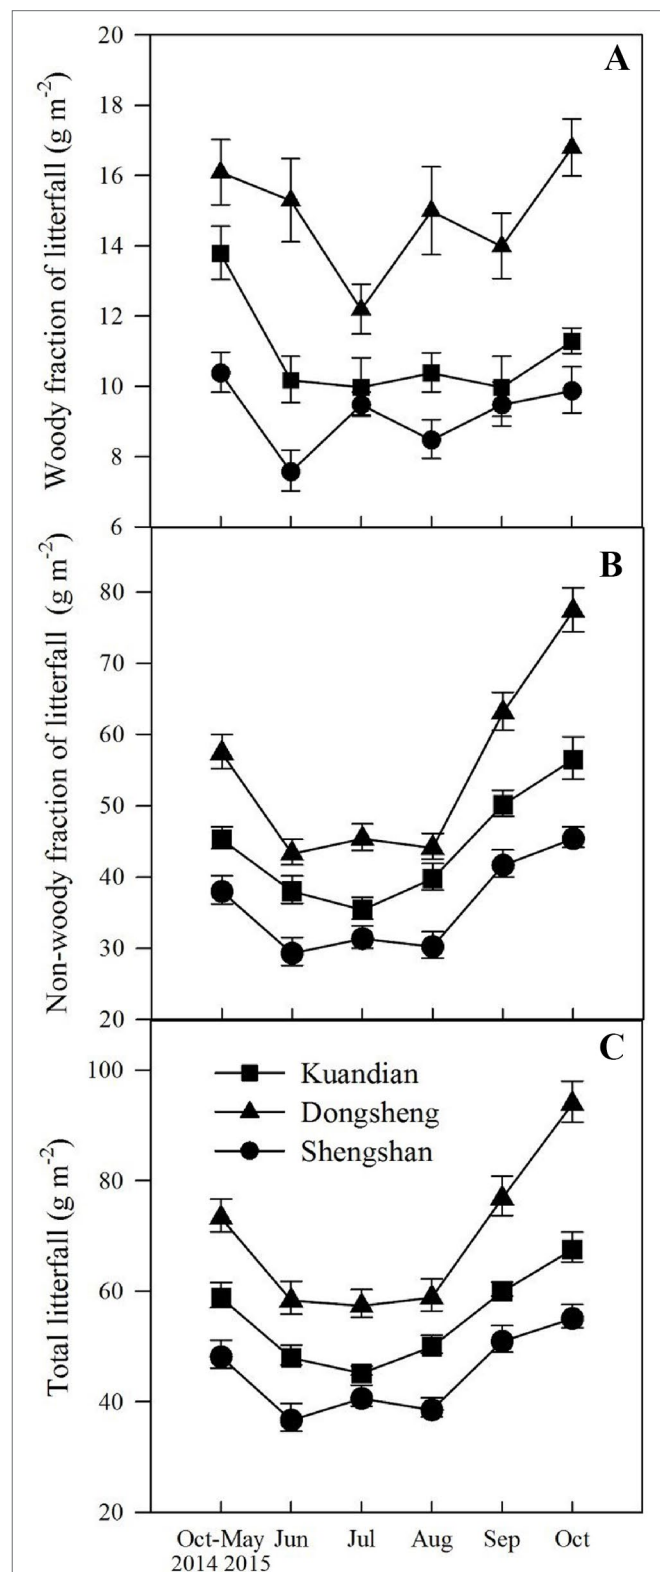 A
Woody fraction of litterfall (g m⁻²)
20
18
16
14
12
10
8
6
B
Non-woody fraction of litterfall (g m⁻²)
80
70
60
50
40
30
20
C
Total litterfall (g m⁻²)
100
80
60
40
20
Kuandian
Dongsheng
Shengshan
Oct-May Jun Jul Aug Sep Oct
2014 2015